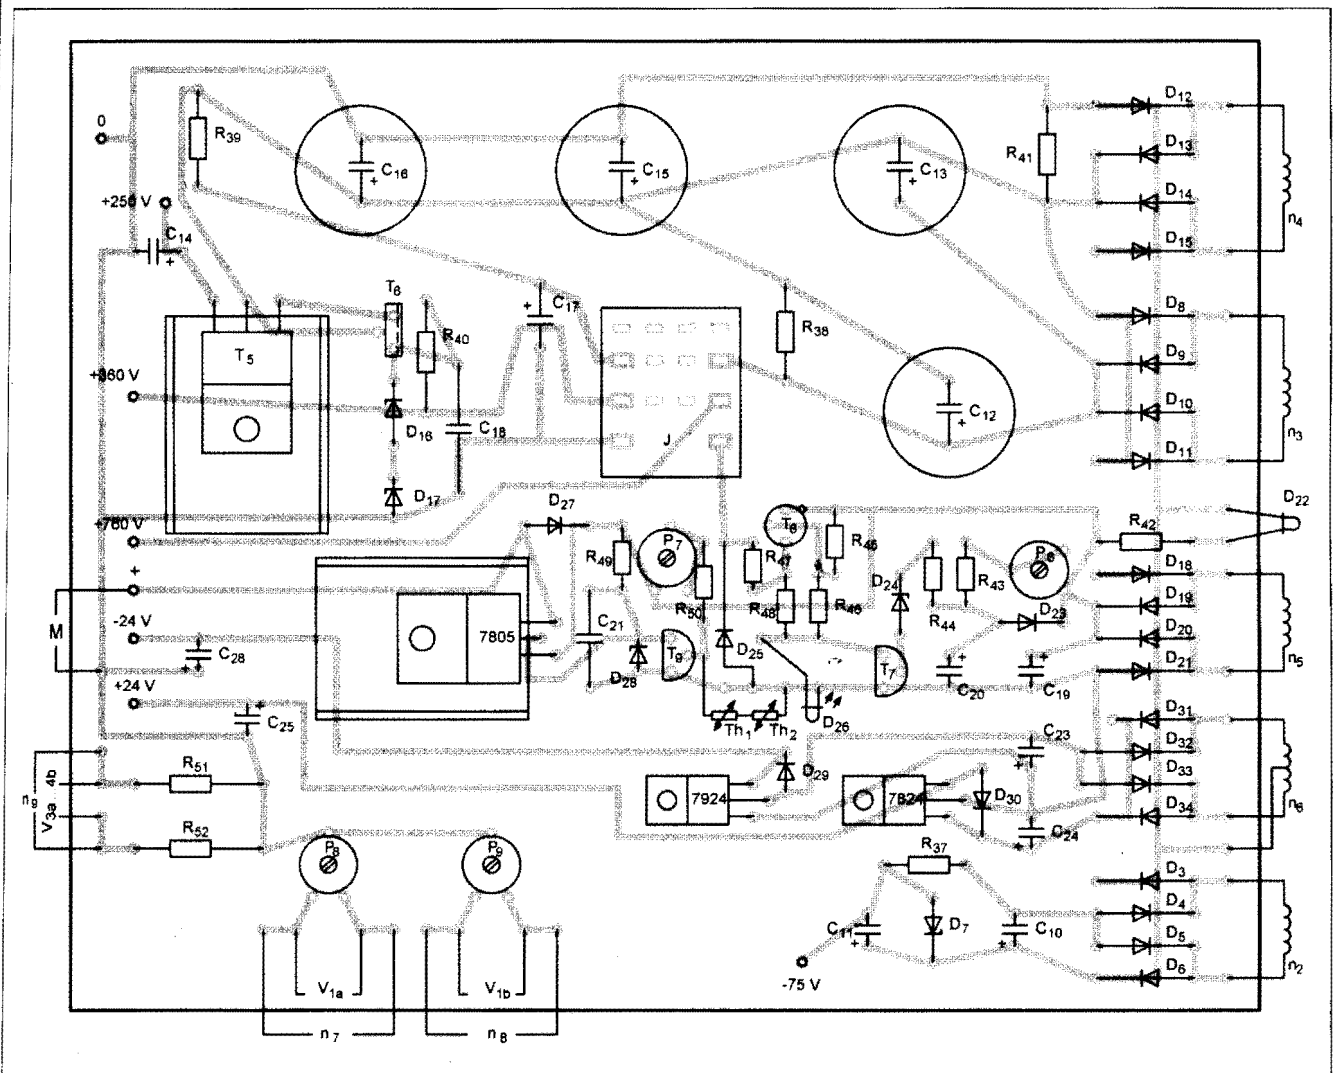 D12
0
R39
D13
R41
C16
+
C15
+
C13
+
D14
+250 V
n4
C14
+
D15
T6
+
C17
D8
R38
R40
T5
D9
+360 V
D10
C12
+
D16
C18
J
n3
D11
D17
D27
D22
+760 V
T8
R42
P7
R46
P6
+
R49
R47
D18
D24
R43
R50
D19
-24 V
R48
R45
D23
M
C21
7805
R44
D20
C28
+
T9
D25
D21
n5
D28
T7
+
+
+24 V
C20
C19
D26
+
C25
Th1
Th2
D31
C23
D32
R51
D29
+
4b
D33
n9
7924
7824
D30
V3a
D34
n6
R52
C24
+
P8
P9
R37
D3
D4
C11
+
D7
C10
+
D5
n2
D6
-75 V
V1a
V1b
n7
n8